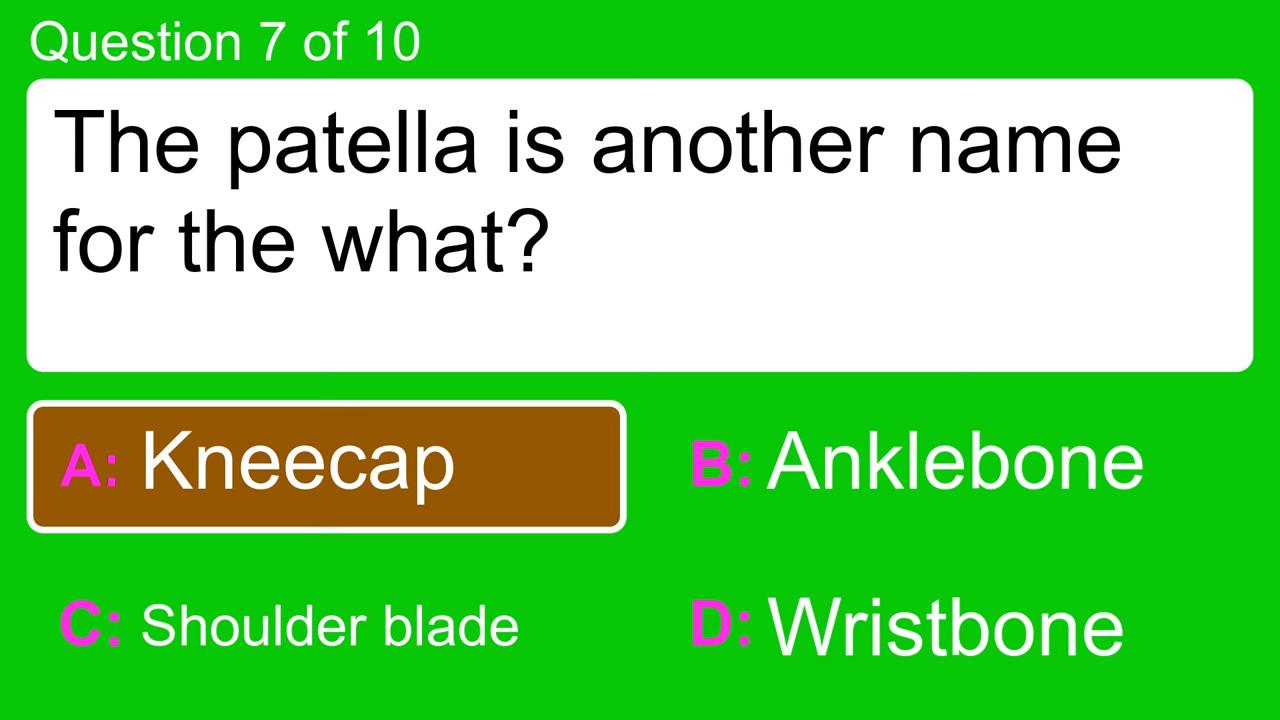 Question 7 of 10
The patella is another name
for the what?
A: Kneecap
B: Anklebone
C: Shoulder blade
D: Wristbone